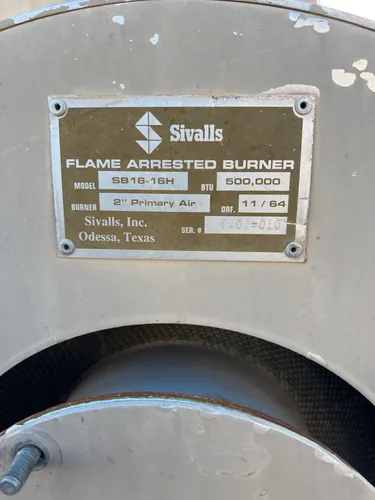 Sivalls
FLAME ARRESTED BURNER
MODEL SB16-16H BTU 500,000
BURNER 2" Primary Air ORF. 11/64
Sivalls, Inc. SER. #
Odessa, Texas